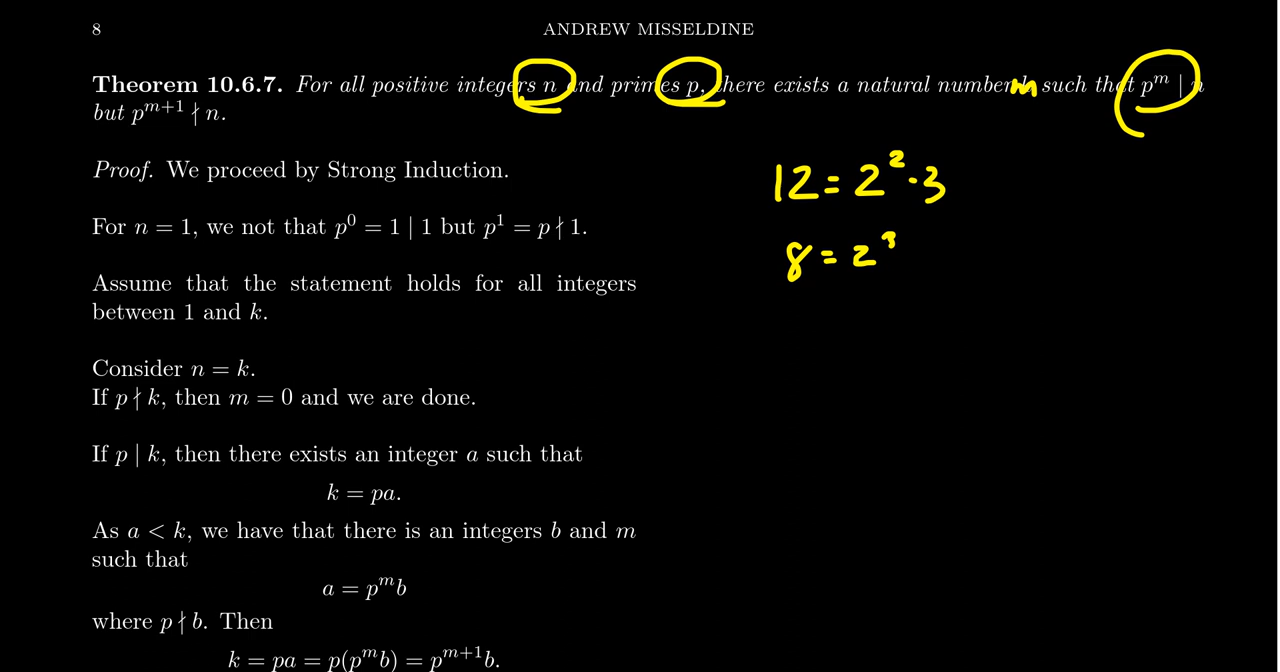 8 ANDREW MISSELDINE
Theorem 10.6.7. For all positive integers n and primes p, there exists a natural number m such that p^m | n
but p^{m+1} ∤ n.
Proof. We proceed by Strong Induction.
12 = 2^2 · 3
For n = 1, we not that p^0 = 1 | 1 but p^1 = p ∤ 1.
8 = 2^3
Assume that the statement holds for all integers
between 1 and k.
Consider n = k.
If p ∤ k, then m = 0 and we are done.
If p | k, then there exists an integer a such that
k = pa.
As a < k, we have that there is an integers b and m
such that
a = p^m b
where p ∤ b. Then
k = pa = p(p^m b) = p^{m+1} b.